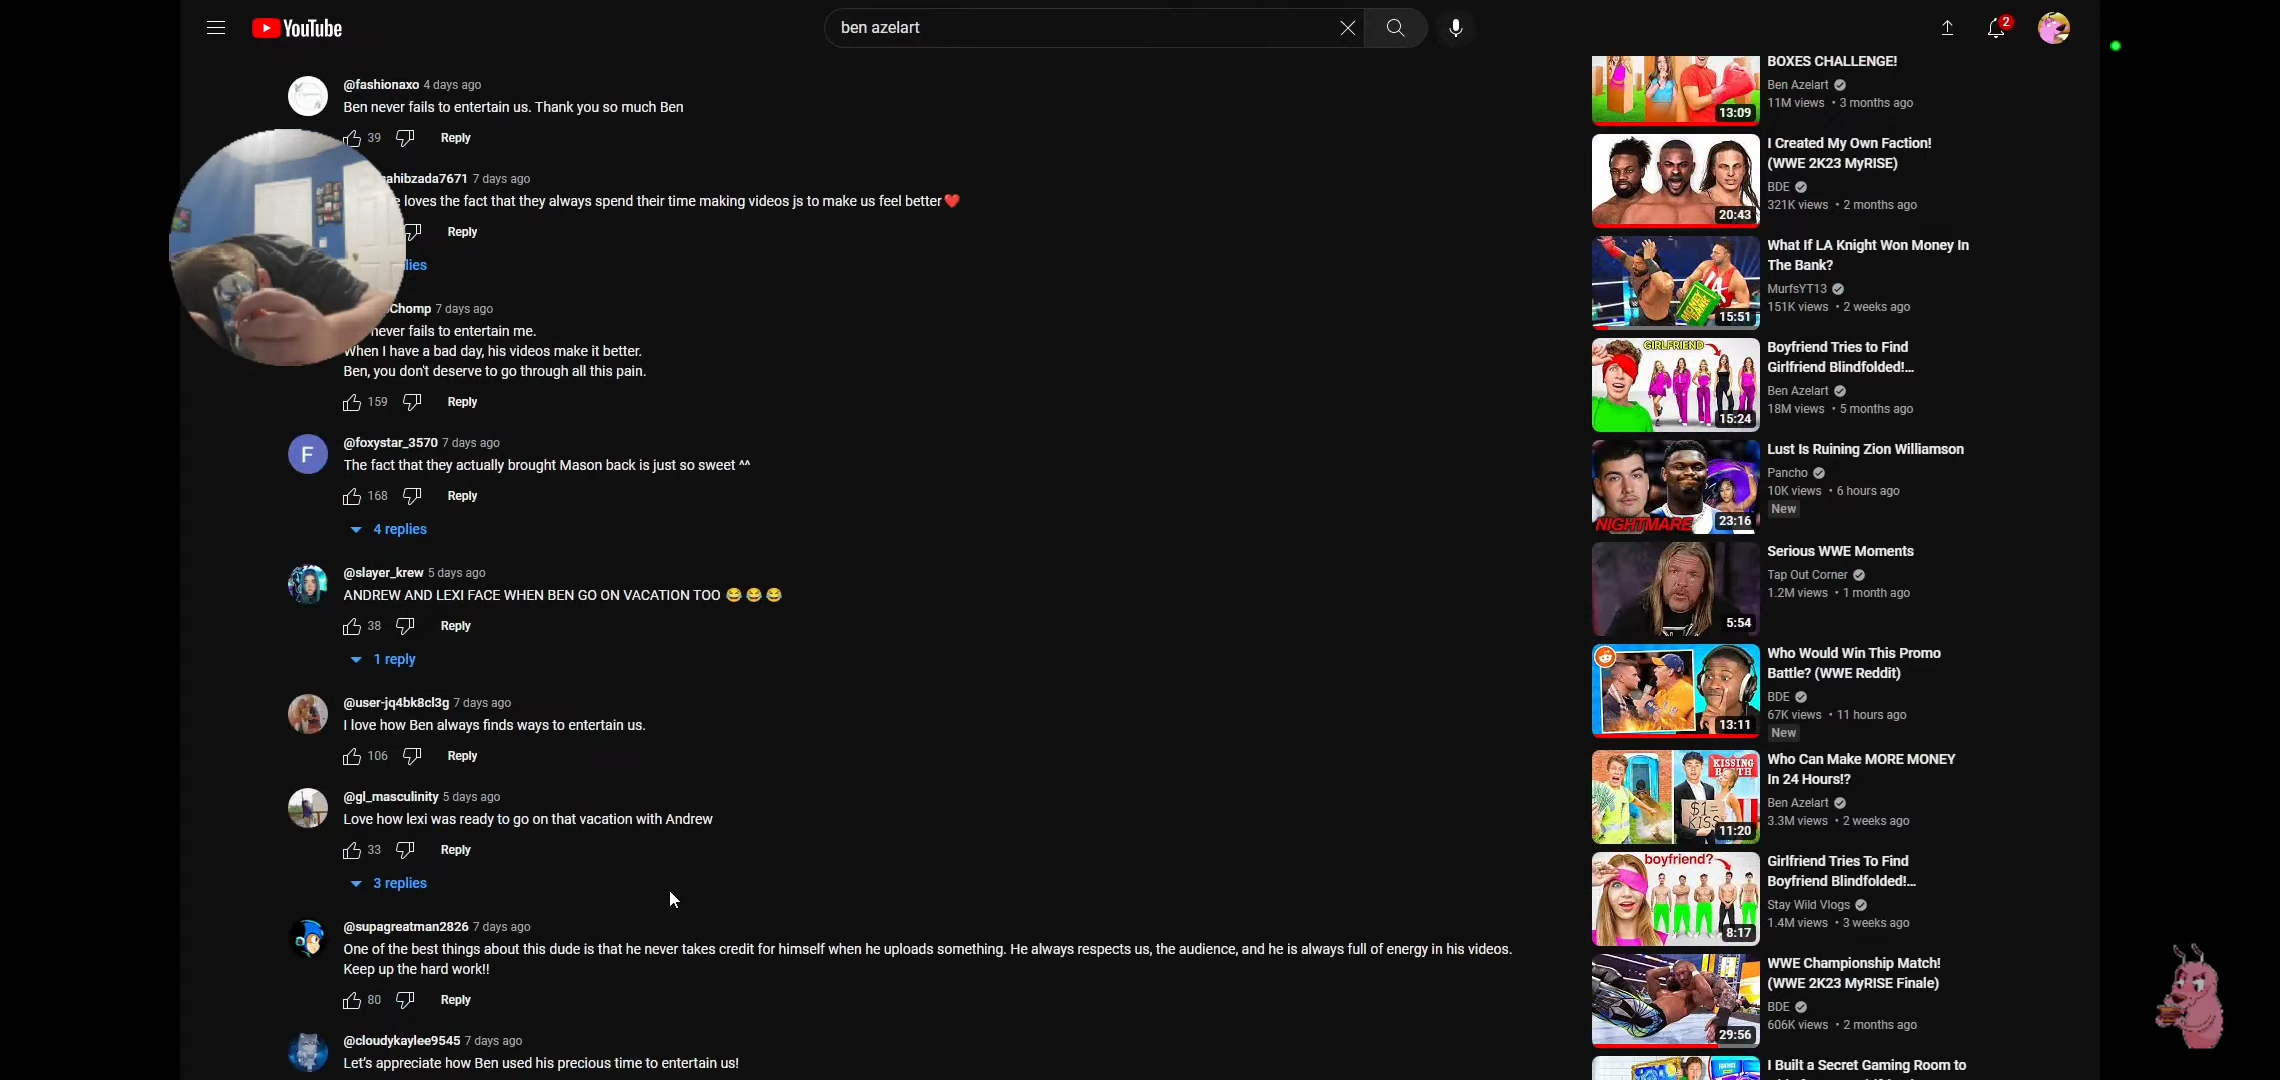 YouTube
ben azelart
2
@fashionaxo 4 days ago
Ben never fails to entertain us. Thank you so much Ben
39 Reply
ahibzada7671 7 days ago
loves the fact that they always spend their time making videos js to make us feel better❤️
Reply
lies
Chomp 7 days ago
never fails to entertain me.
When I have a bad day, his videos make it better.
Ben, you don't deserve to go through all this pain.
159 Reply
F
@foxystar_3570 7 days ago
The fact that they actually brought Mason back is just so sweet ^^
168 Reply
4 replies
@slayer_krew 5 days ago
ANDREW AND LEXI FACE WHEN BEN GO ON VACATION TOO 😂😂😂
38 Reply
1 reply
@user-jq4bk8cl3g 7 days ago
I love how Ben always finds ways to entertain us.
106 Reply
@gl_masculinity 5 days ago
Love how lexi was ready to go on that vacation with Andrew
33 Reply
3 replies
@supagreatman2826 7 days ago
One of the best things about this dude is that he never takes credit for himself when he uploads something. He always respects us, the audience, and he is always full of energy in his videos.
Keep up the hard work!!
80 Reply
@cloudykaylee9545 7 days ago
Let's appreciate how Ben used his precious time to entertain us!
13:09
BOXES CHALLENGE!
Ben Azelart
11M views • 3 months ago
20:43
I Created My Own Faction!
(WWE 2K23 MyRISE)
BDE
321K views • 2 months ago
15:51
What If LA Knight Won Money In
The Bank?
MurfsYT13
151K views • 2 weeks ago
GIRLFRIEND
15:24
Boyfriend Tries to Find
Girlfriend Blindfolded!...
Ben Azelart
18M views • 5 months ago
NIGHTMARE
23:16
Lust Is Ruining Zion Williamson
Pancho
10K views • 6 hours ago
New
5:54
Serious WWE Moments
Tap Out Corner
1.2M views • 1 month ago
13:11
Who Would Win This Promo
Battle? (WWE Reddit)
BDE
67K views • 11 hours ago
New
KISSING
$1=
KISS
11:20
Who Can Make MORE MONEY
In 24 Hours!?
Ben Azelart
3.3M views • 2 weeks ago
boyfriend?
8:17
Girlfriend Tries To Find
Boyfriend Blindfolded!...
Stay Wild Vlogs
1.4M views • 3 weeks ago
29:56
WWE Championship Match!
(WWE 2K23 MyRISE Finale)
BDE
606K views • 2 months ago
I Built a Secret Gaming Room to